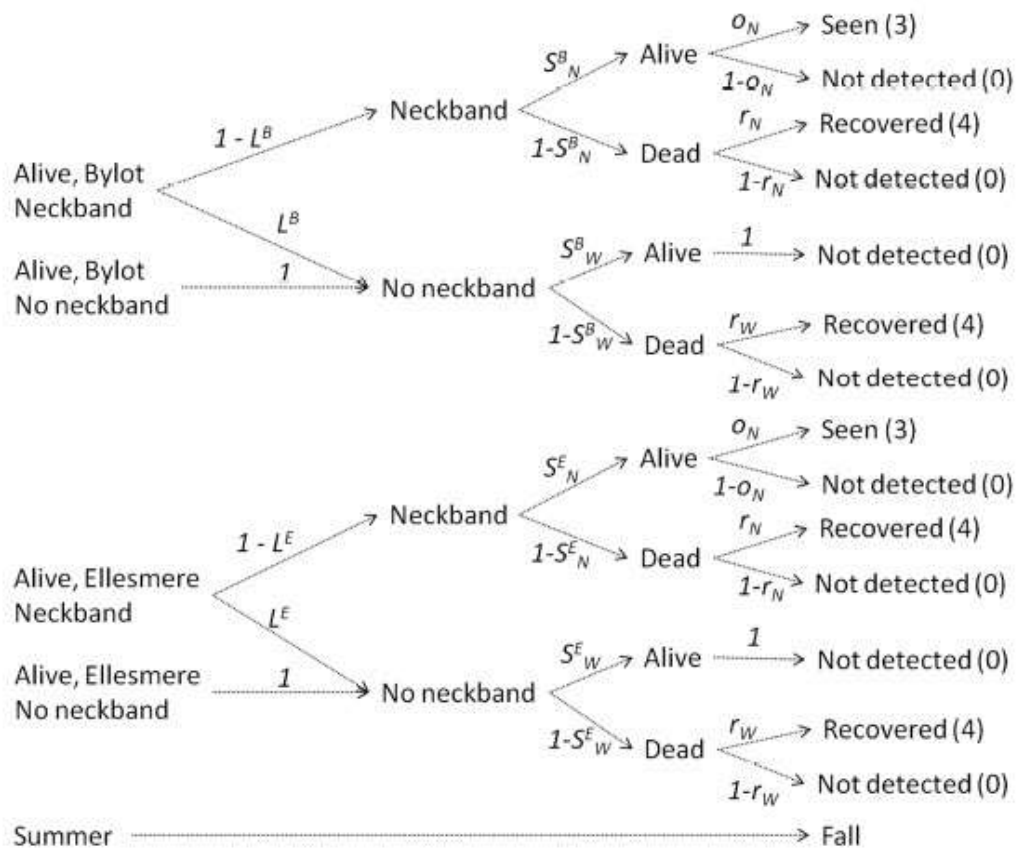 o_N Seen (3)
S^B_N Alive
1-o_N Not detected (0)
Neckband
r_N Recovered (4)
1 - L^B
1-S^B_N Dead
Alive, Bylot
Neckband
1-r_N Not detected (0)
L^B
S^B_W Alive 1 Not detected (0)
Alive, Bylot
No neckband
1 No neckband
r_W Recovered (4)
1-S^B_W Dead
1-r_W Not detected (0)
o_N Seen (3)
S^E_N Alive
1-o_N Not detected (0)
Neckband
r_N Recovered (4)
1 - L^E
1-S^E_N Dead
Alive, Ellesmere
Neckband
1-r_N Not detected (0)
L^E
S^E_W Alive 1 Not detected (0)
Alive, Ellesmere
No neckband
1 No neckband
r_W Recovered (4)
1-S^E_W Dead
1-r_W Not detected (0)
Summer Fall